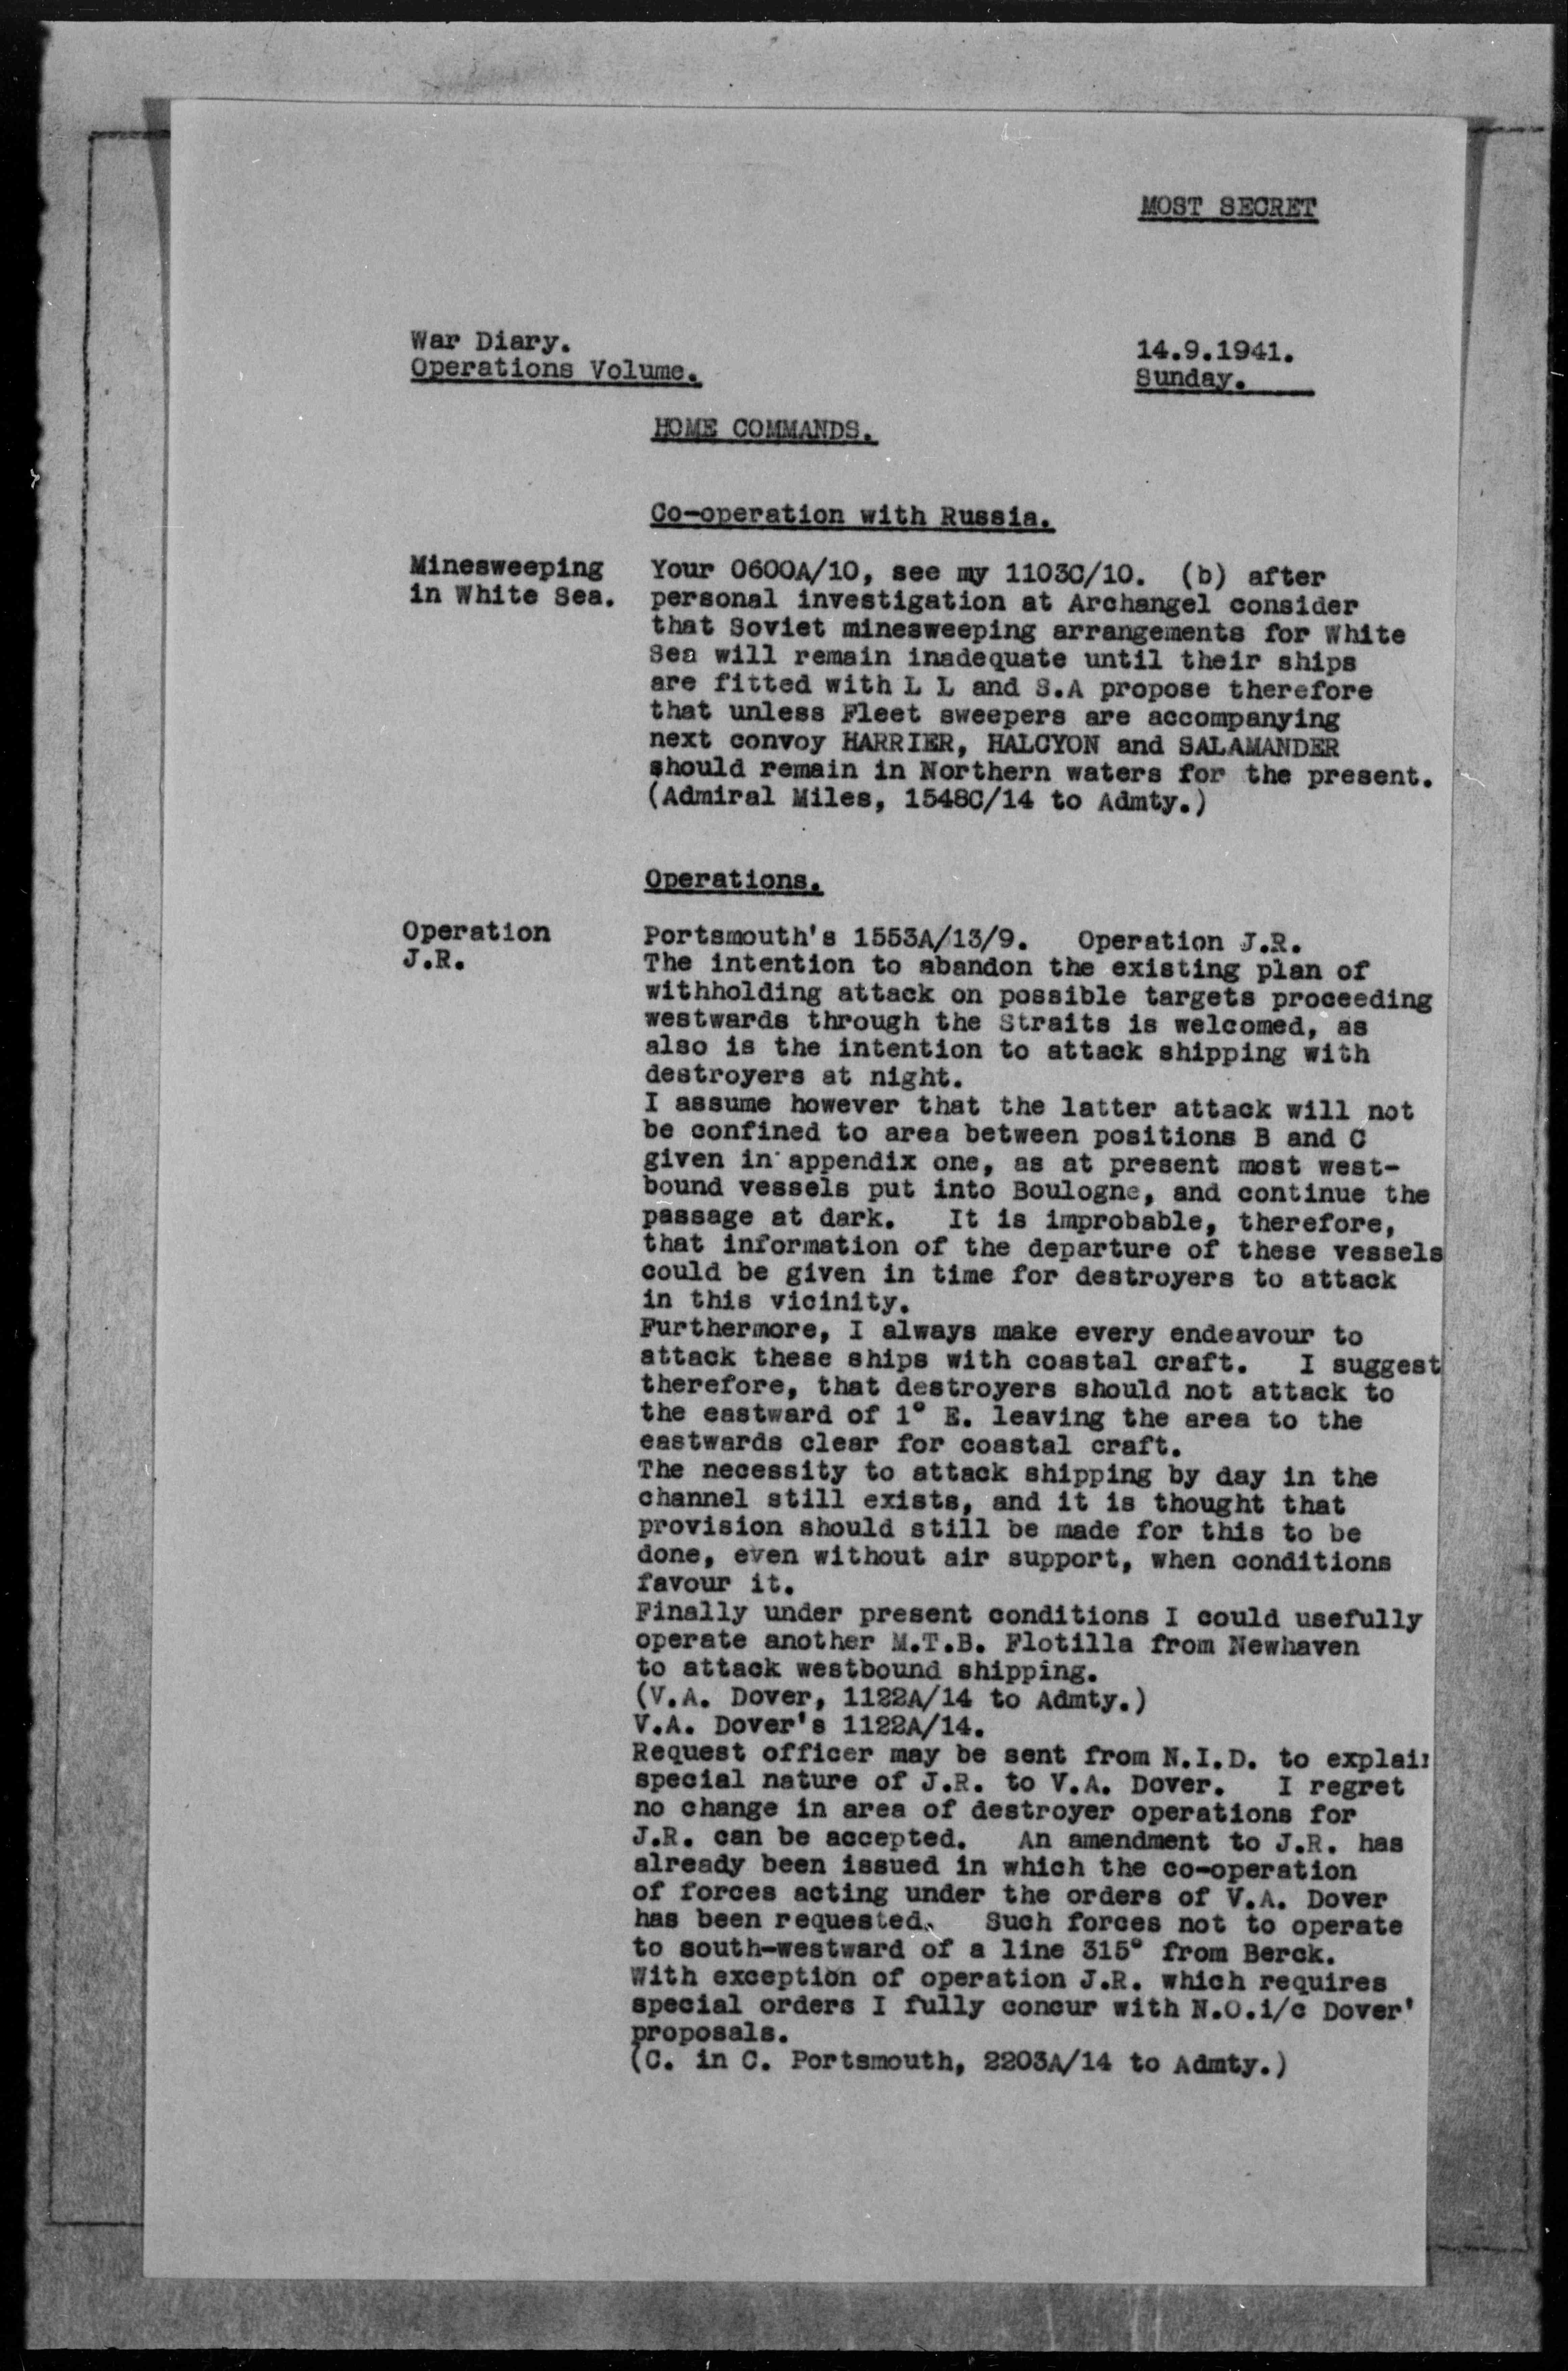 MOST SECRET
War Diary.
Operations Volume.
14.9.1941.
Sunday.
HOME COMMANDS.
Co-operation with Russia.
Minesweeping
in White Sea.
Your 0600A/10, see my 1103C/10. (b) after
personal investigation at Archangel consider
that Soviet minesweeping arrangements for White
Sea will remain inadequate until their ships
are fitted with L L and S.A propose therefore
that unless Fleet sweepers are accompanying
next convoy HARRIER, HALCYON and SALAMANDER
should remain in Northern waters for the present.
(Admiral Miles, 1548C/14 to Admty.)
Operations.
Operation
J.R.
Portsmouth's 1553A/13/9. Operation J.R.
The intention to abandon the existing plan of
withholding attack on possible targets proceeding
westwards through the Straits is welcomed, as
also is the intention to attack shipping with
destroyers at night.
I assume however that the latter attack will not
be confined to area between positions B and C
given in appendix one, as at present most west-
bound vessels put into Boulogne, and continue the
passage at dark. It is improbable, therefore,
that information of the departure of these vessels
could be given in time for destroyers to attack
in this vicinity.
Furthermore, I always make every endeavour to
attack these ships with coastal craft. I suggest
therefore, that destroyers should not attack to
the eastward of 1° E. leaving the area to the
eastwards clear for coastal craft.
The necessity to attack shipping by day in the
channel still exists, and it is thought that
provision should still be made for this to be
done, even without air support, when conditions
favour it.
Finally under present conditions I could usefully
operate another M.T.B. Flotilla from Newhaven
to attack westbound shipping.
(V.A. Dover, 1122A/14 to Admty.)
V.A. Dover's 1122A/14.
Request officer may be sent from N.I.D. to explai
special nature of J.R. to V.A. Dover. I regret
no change in area of destroyer operations for
J.R. can be accepted. An amendment to J.R. has
already been issued in which the co-operation
of forces acting under the orders of V.A. Dover
has been requested. Such forces not to operate
to south-westward of a line 315° from Berck.
With exception of operation J.R. which requires
special orders I fully concur with N.O.i/c Dover'
proposals.
(C. in C. Portsmouth, 2203A/14 to Admty.)